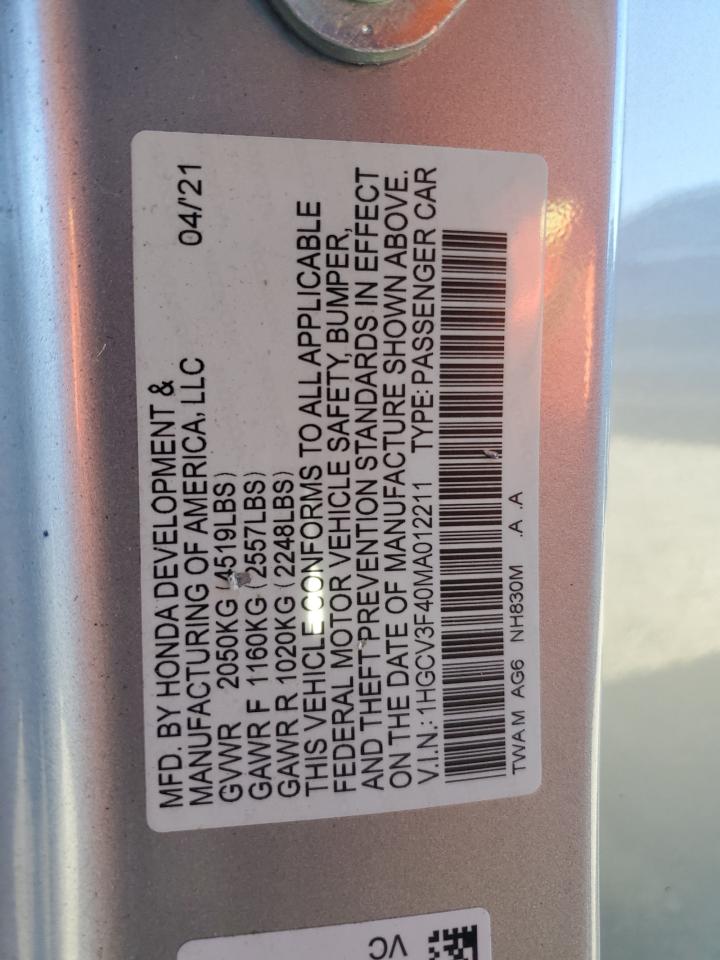 MFD. BY HONDA DEVELOPMENT &
MANUFACTURING OF AMERICA, LLC 04/'21
GVWR 2050KG (4519LBS)
GAWR F 1160KG (2557LBS)
GAWR R 1020KG (2248LBS)
THIS VEHICLE CONFORMS TO ALL APPLICABLE
FEDERAL MOTOR VEHICLE SAFETY, BUMPER,
AND THEFT PREVENTION STANDARDS IN EFFECT
ON THE DATE OF MANUFACTURE SHOWN ABOVE.
V.I.N.: 1HGCV3F40MA012211 TYPE: PASSENGER CAR
TWA M AG6 NH830M .A .A
VC